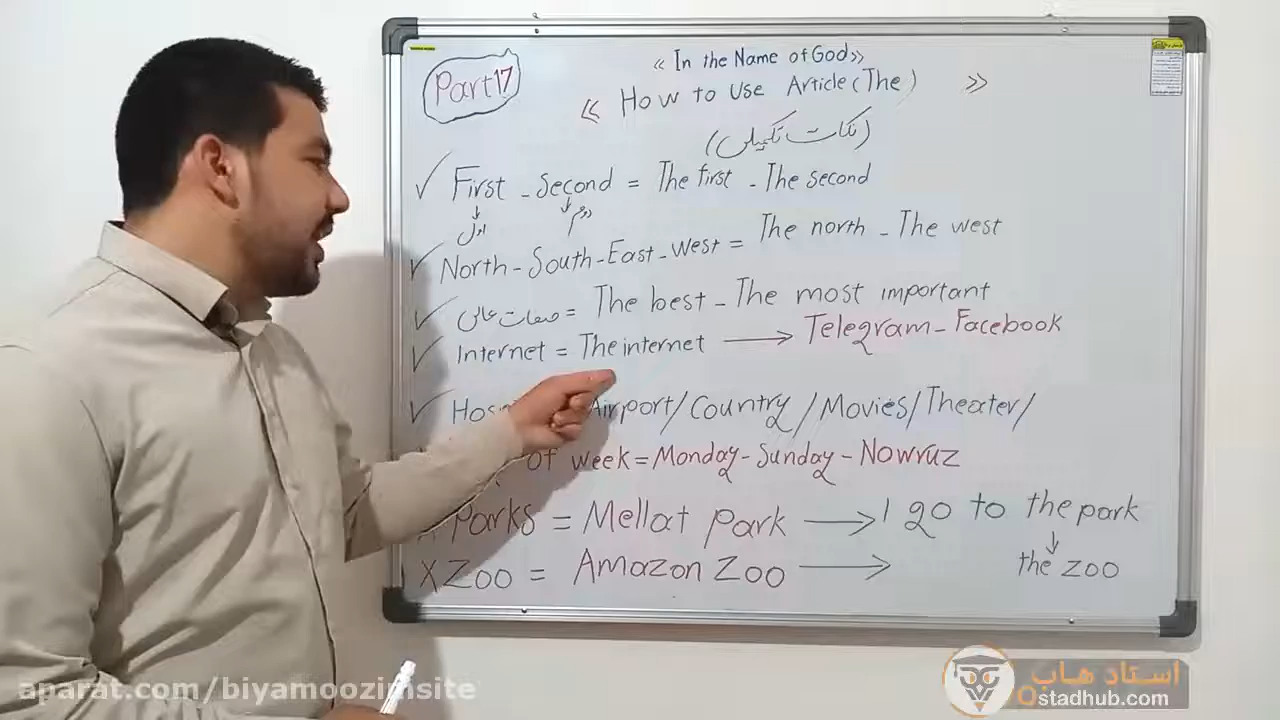 Part 17
« In the Name of God»
« How to Use Article (The) »
(نکات تکمیلی)
✓ First - Second = The first - The second
اول دوم
✓ North - South - East - West = The north - The west
✓ صفات عالی = The best - The most important
✓ Internet = The internet → Telegram - Facebook
✓ Airport/Country/Movies/Theater/
of week = Monday - Sunday - Nowruz
X Parks = Mellat park → I go to the park
X Zoo = Amazon Zoo → the zoo
aparat.com/biyamoozimsite
استاد هاب
Ostadhub.com